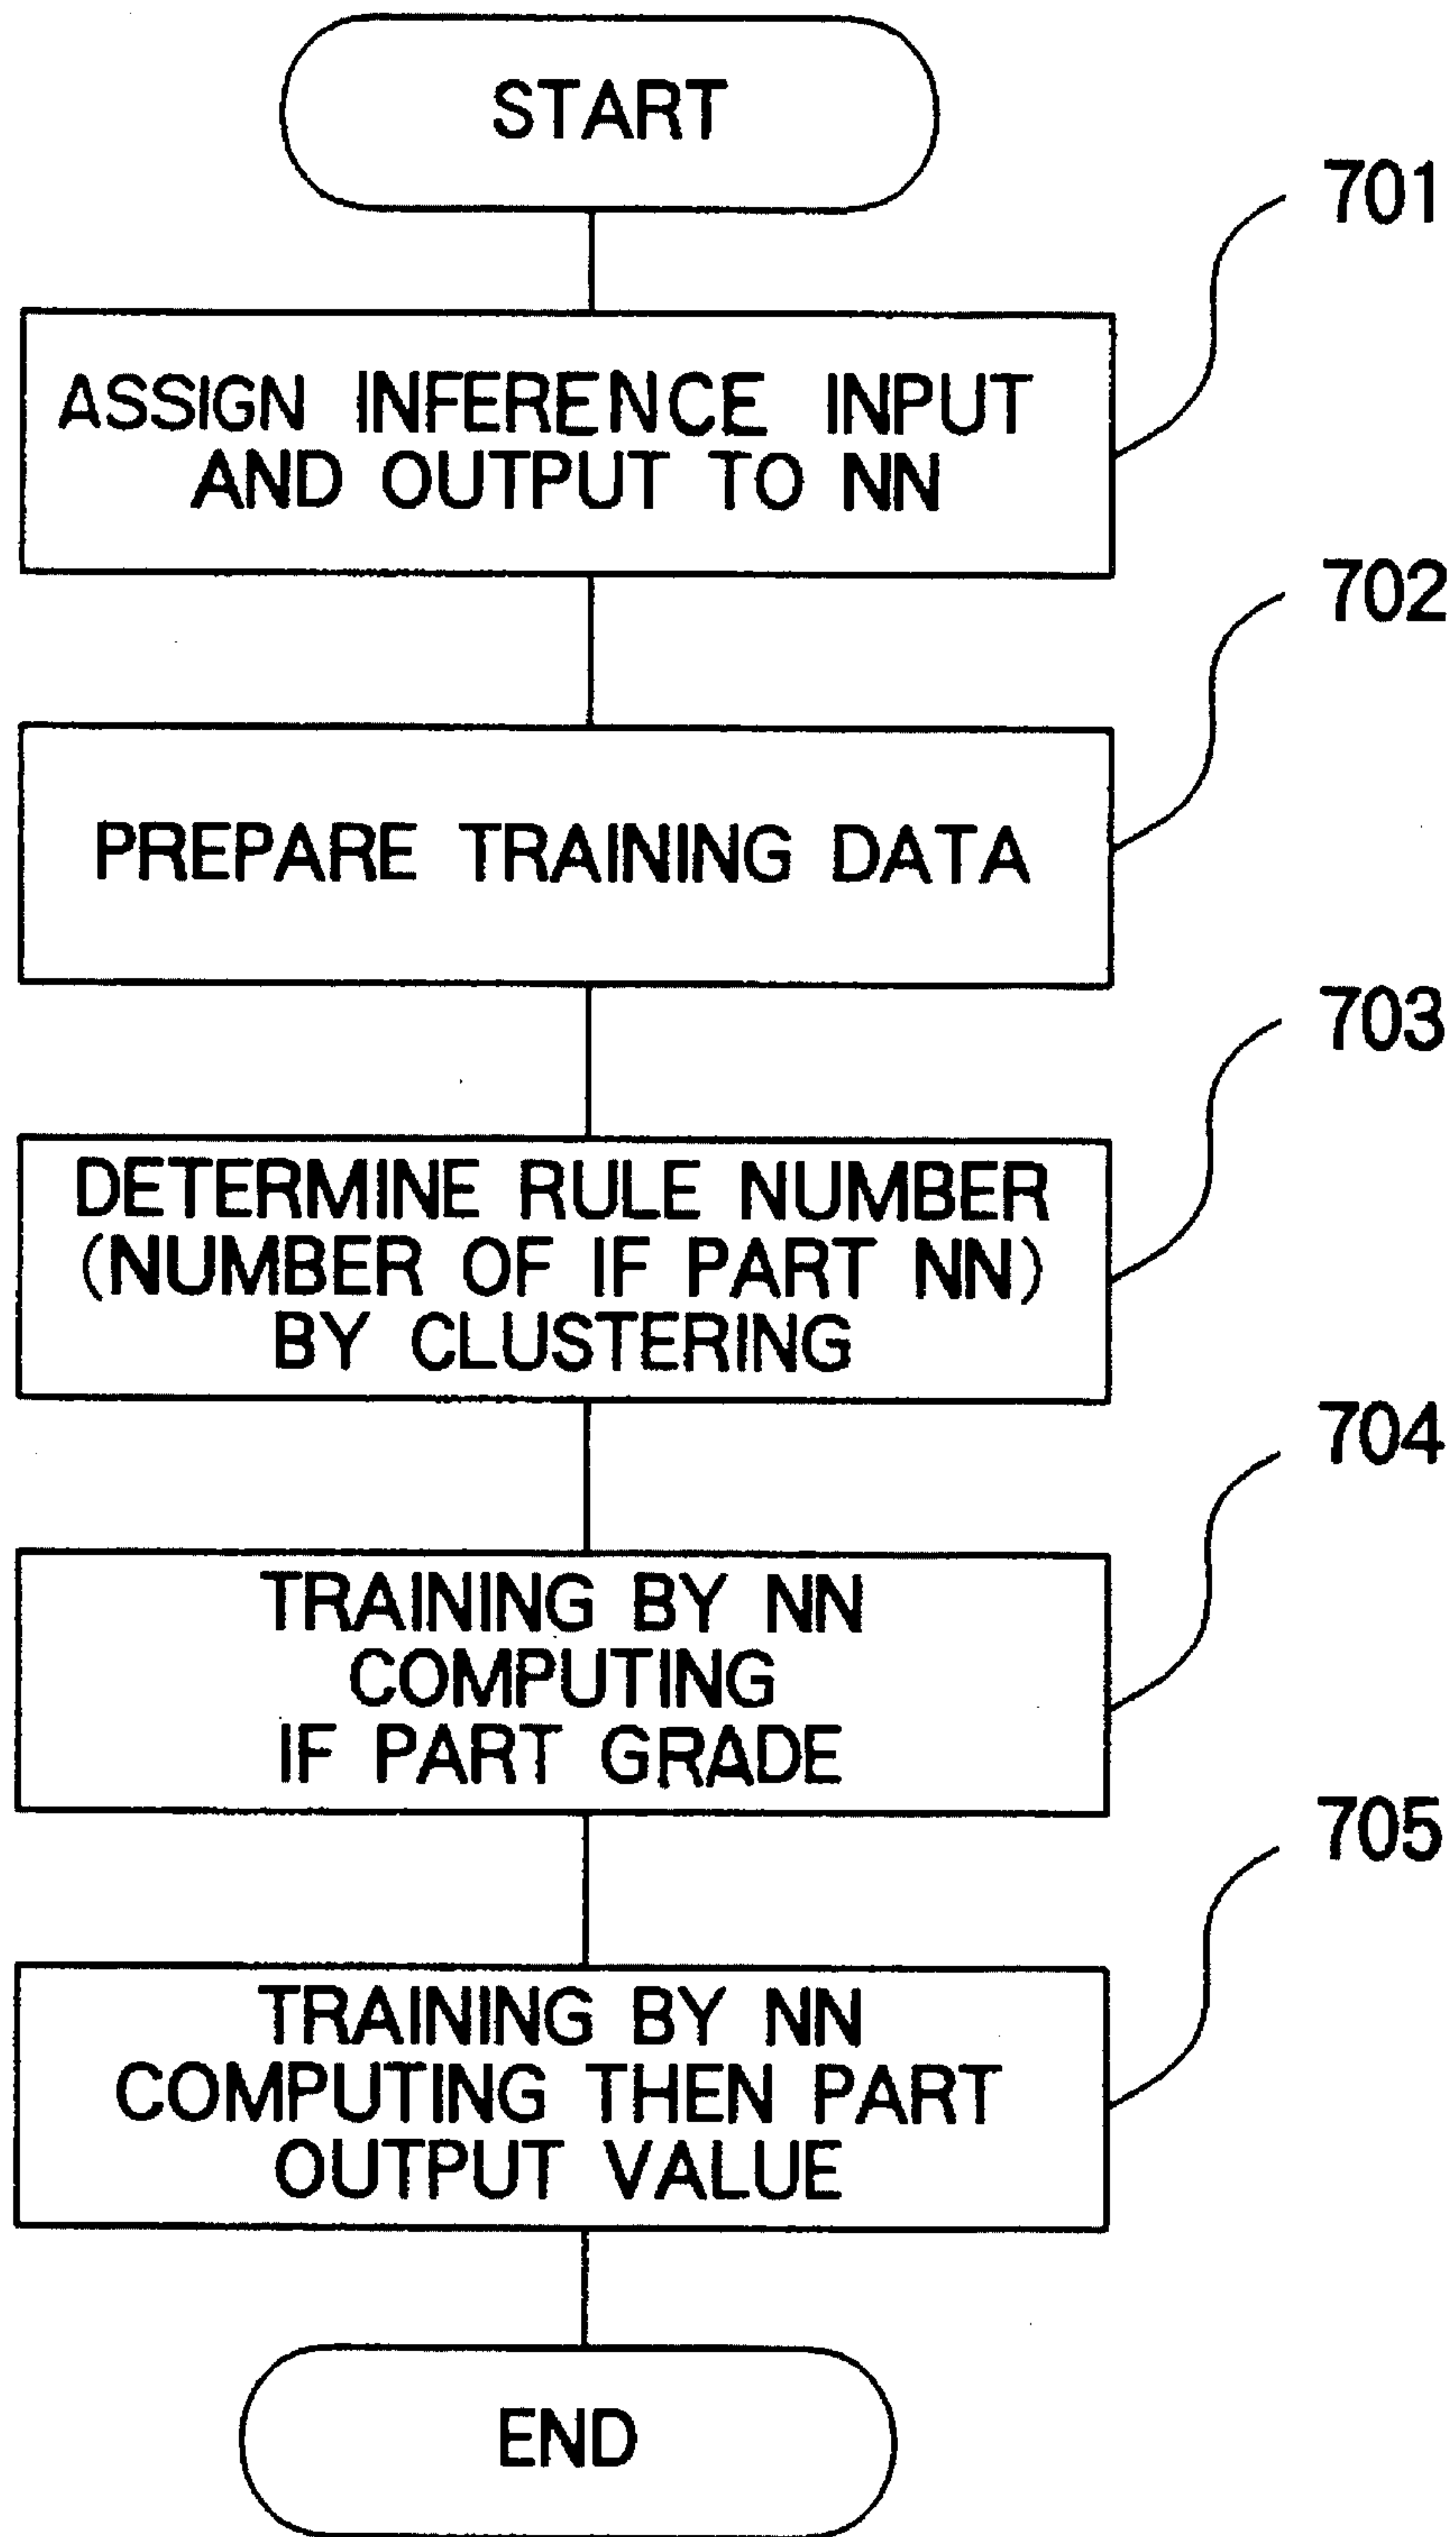 START
701
ASSIGN INFERENCE INPUT
AND OUTPUT TO NN
702
PREPARE TRAINING DATA
703
DETERMINE RULE NUMBER
(NUMBER OF IF PART NN)
BY CLUSTERING
704
TRAINING BY NN
COMPUTING
IF PART GRADE
705
TRAINING BY NN
COMPUTING THEN PART
OUTPUT VALUE
END